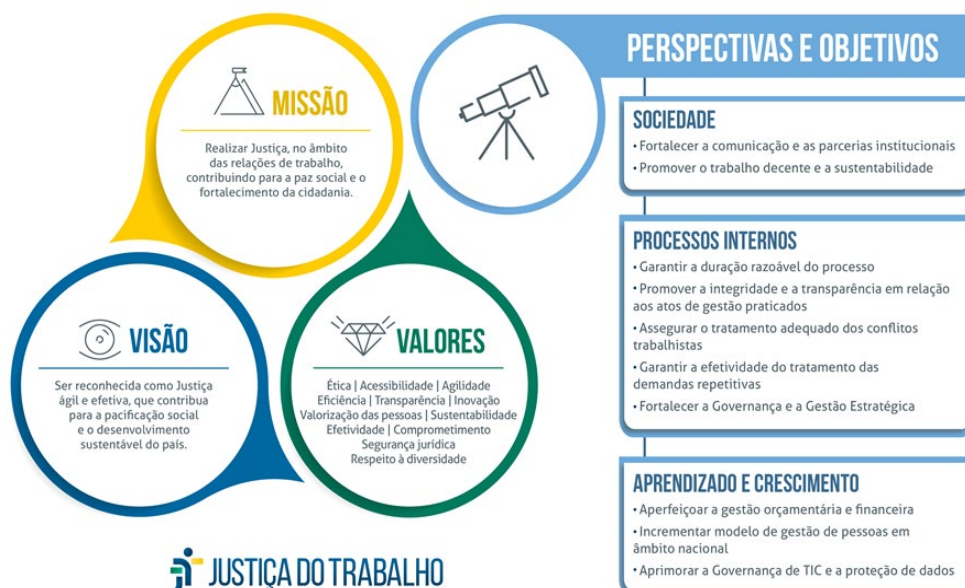 MISSÃO
Realizar Justiça, no âmbito
das relações de trabalho,
contribuindo para a paz social e o
fortalecimento da cidadania.
VISÃO
Ser reconhecida como Justiça
ágil e efetiva, que contribua
para a pacificação social
e o desenvolvimento
sustentável do país.
VALORES
Ética | Acessibilidade | Agilidade
Eficiência | Transparência | Inovação
Valorização das pessoas | Sustentabilidade
Efetividade | Comprometimento
Segurança jurídica
Respeito à diversidade
JUSTIÇA DO TRABALHO
PERSPECTIVAS E OBJETIVOS
SOCIEDADE
• Fortalecer a comunicação e as parcerias institucionais
• Promover o trabalho decente e a sustentabilidade
PROCESSOS INTERNOS
• Garantir a duração razoável do processo
• Promover a integridade e a transparência em relação
aos atos de gestão praticados
• Assegurar o tratamento adequado dos conflitos
trabalhistas
• Garantir a efetividade do tratamento das
demandas repetitivas
• Fortalecer a Governança e a Gestão Estratégica
APRENDIZADO E CRESCIMENTO
• Aperfeiçoar a gestão orçamentária e financeira
• Incrementar modelo de gestão de pessoas em
âmbito nacional
• Aprimorar a Governança de TIC e a proteção de dados